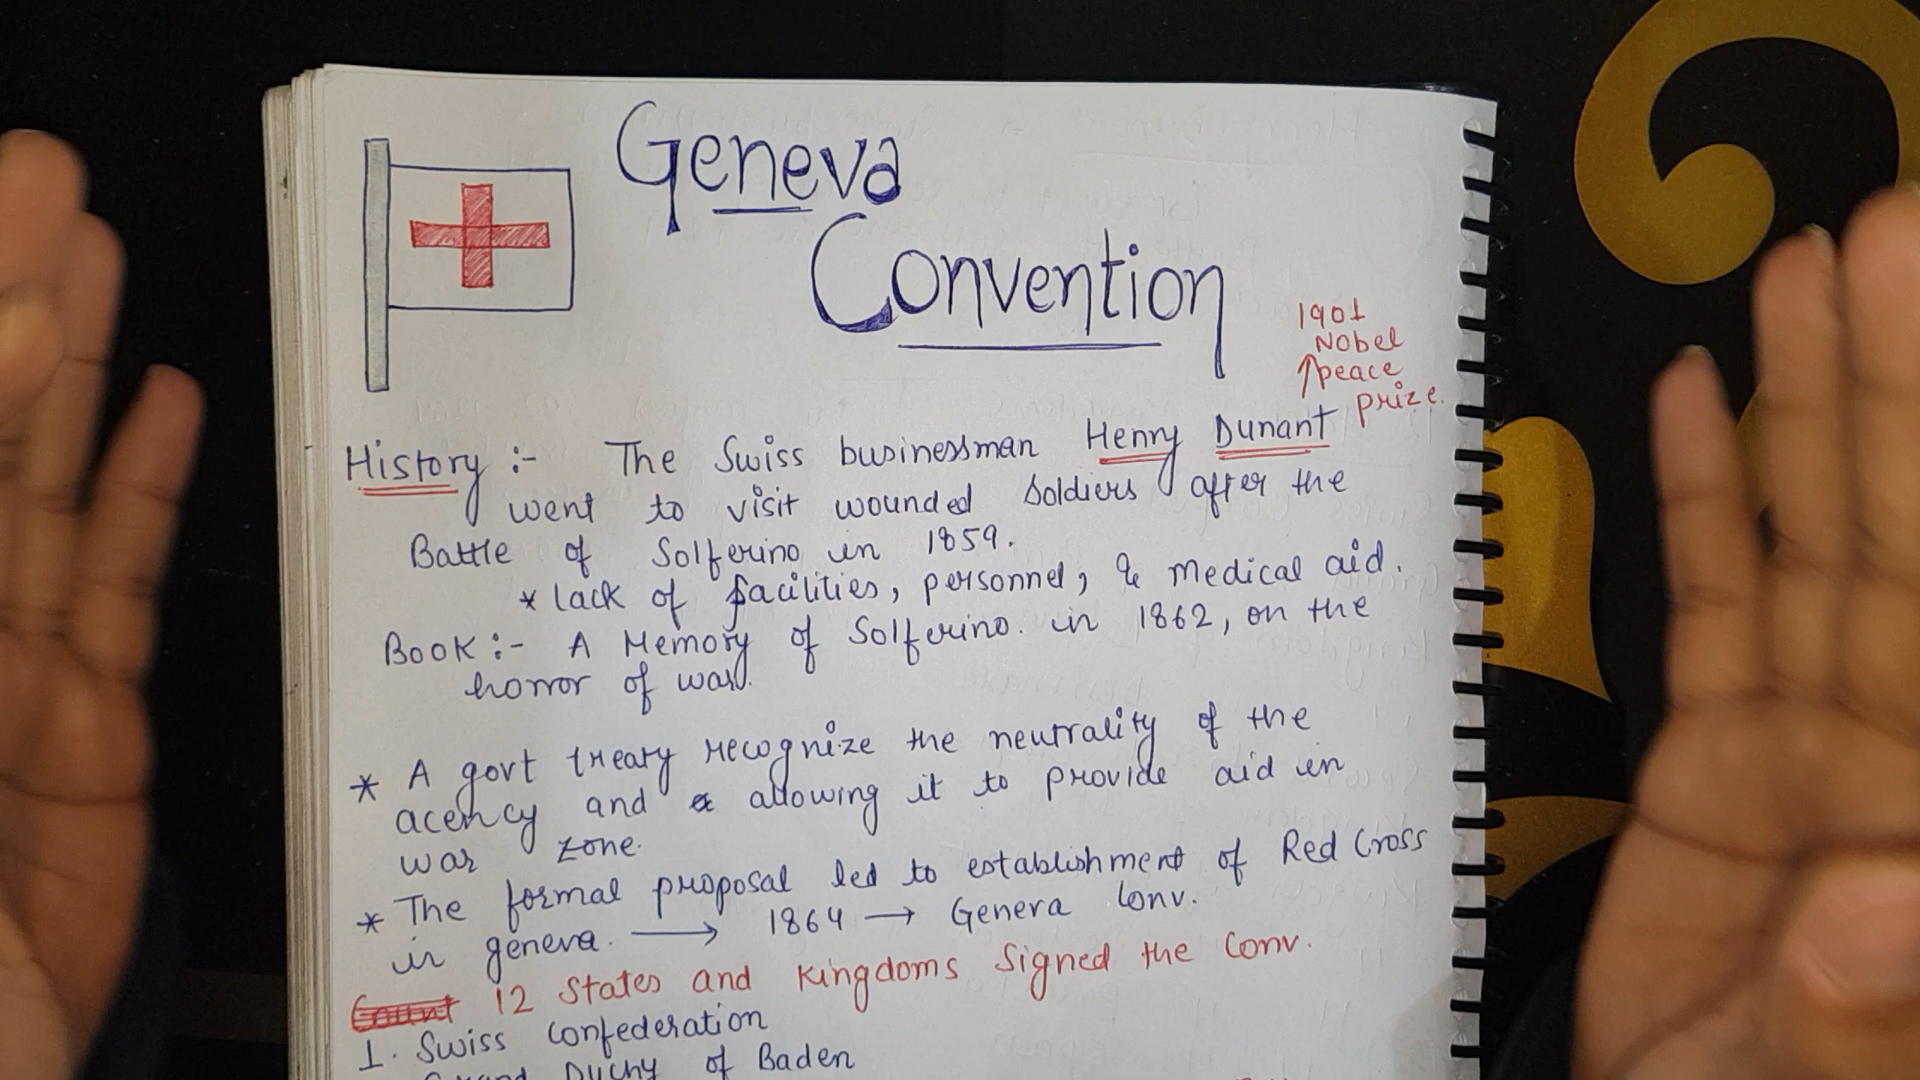 Geneva
Convention
1901
Nobel
↑peace
prize.
History :- The Swiss businessman Henry Dunant
went to visit wounded soldiers after the
Battle of Solferino in 1859.
* lack of facilities, personnel, & medical aid.
Book :- A Memory of Solferino. in 1862, on the
horror of war.
* A govt treaty recognize the neutrality of the
acency and allowing it to provide aid in
war zone.
* The formal proposal led to establishment of Red Cross
in geneva. → 1864 → Geneva Conv.
12 States and Kingdoms Signed the Conv.
1. Swiss Confederation
Grand Duchy of Baden